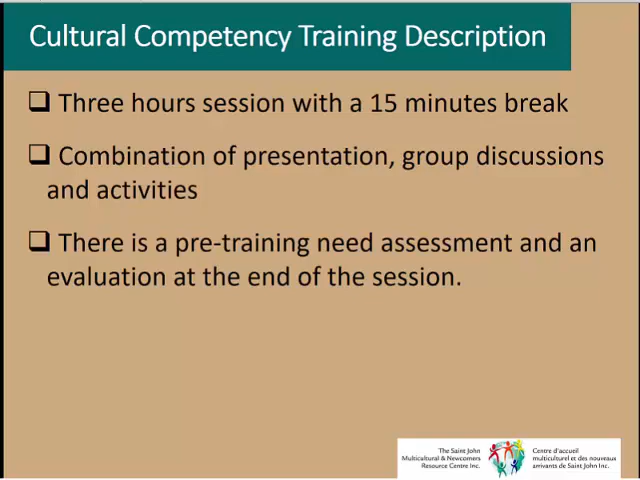 Cultural Competency Training Description
❑ Three hours session with a 15 minutes break
❑ Combination of presentation, group discussions
and activities
❑ There is a pre-training need assessment and an
evaluation at the end of the session.
The Saint John
Multicultural & Newcomers
Resource Centre Inc.
Centre d'accueil
multiculturel et des nouveaux
arrivants de Saint John Inc.